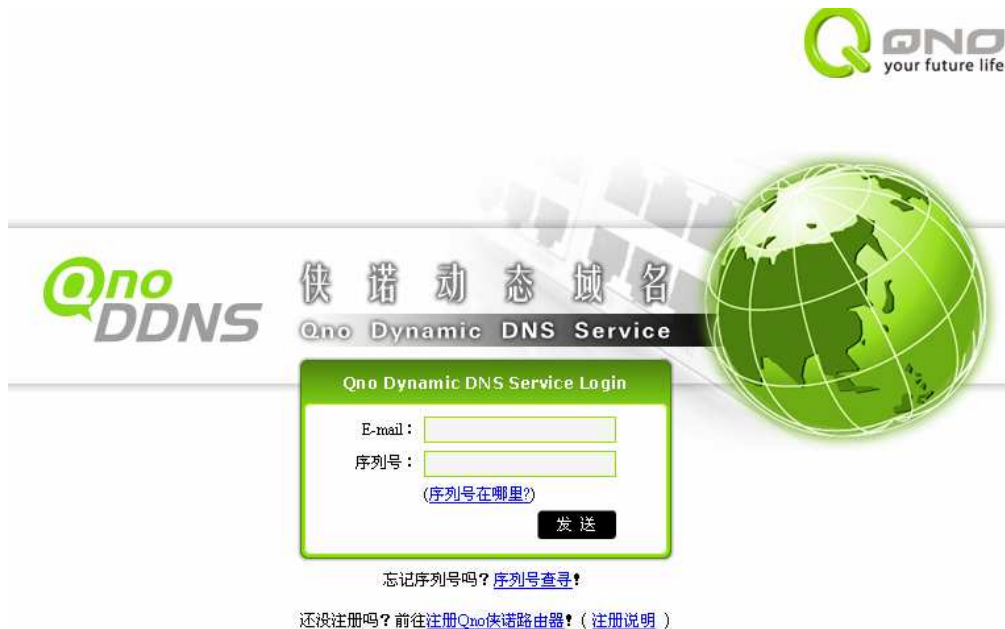 QNO
your future life
Qno
DDNS
侠诺动态域名
Qno Dynamic DNS Service
Qno Dynamic DNS Service Login
E-mail：
序列号：
(序列号在哪里?)
发 送
忘记序列号吗？序列号查寻！
还没注册吗？前往注册Qno侠诺路由器！( 注册说明 )